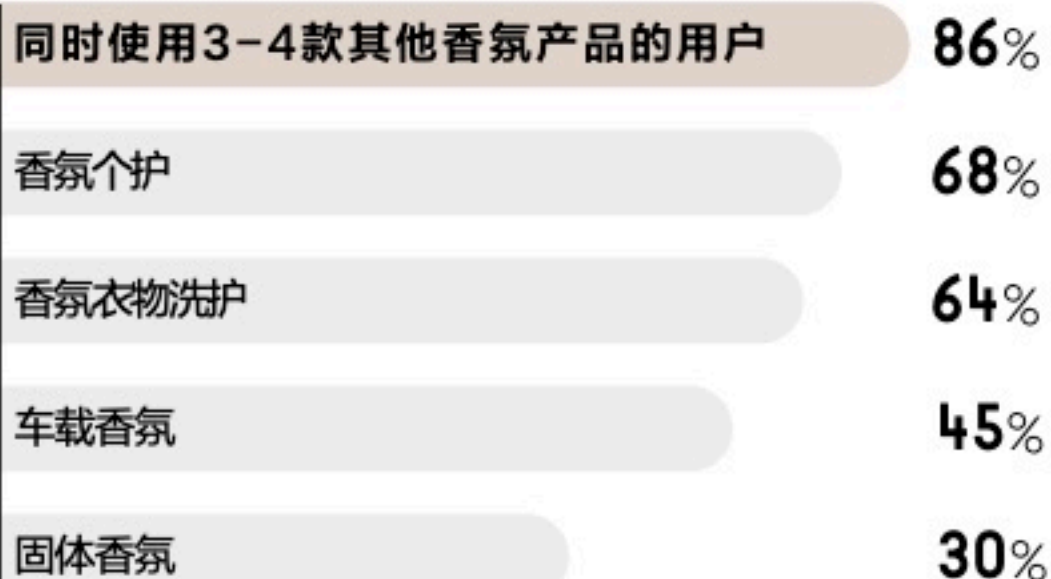 同时使用3-4款其他香氛产品的用户 86%
香氛个护 68%
香氛衣物洗护 64%
车载香氛 45%
固体香氛 30%